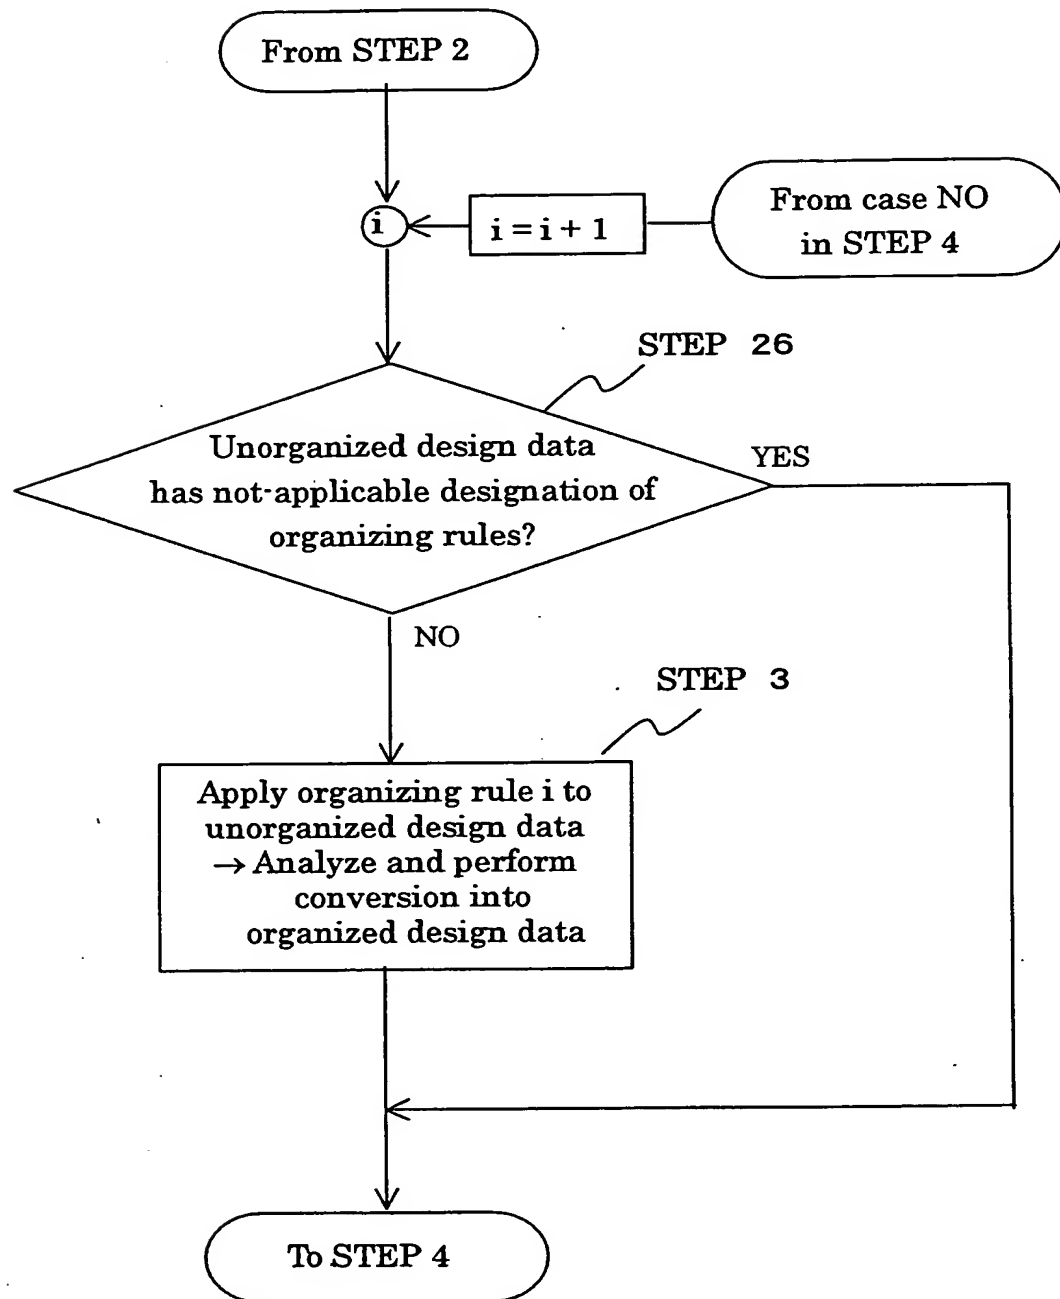 From STEP 2
i
i = i + 1
From case NO
in STEP 4
STEP 26
Unorganized design data
has not-applicable designation of
organizing rules?
YES
NO
STEP 3
Apply organizing rule i to
unorganized design data
→ Analyze and perform
conversion into
organized design data
To STEP 4